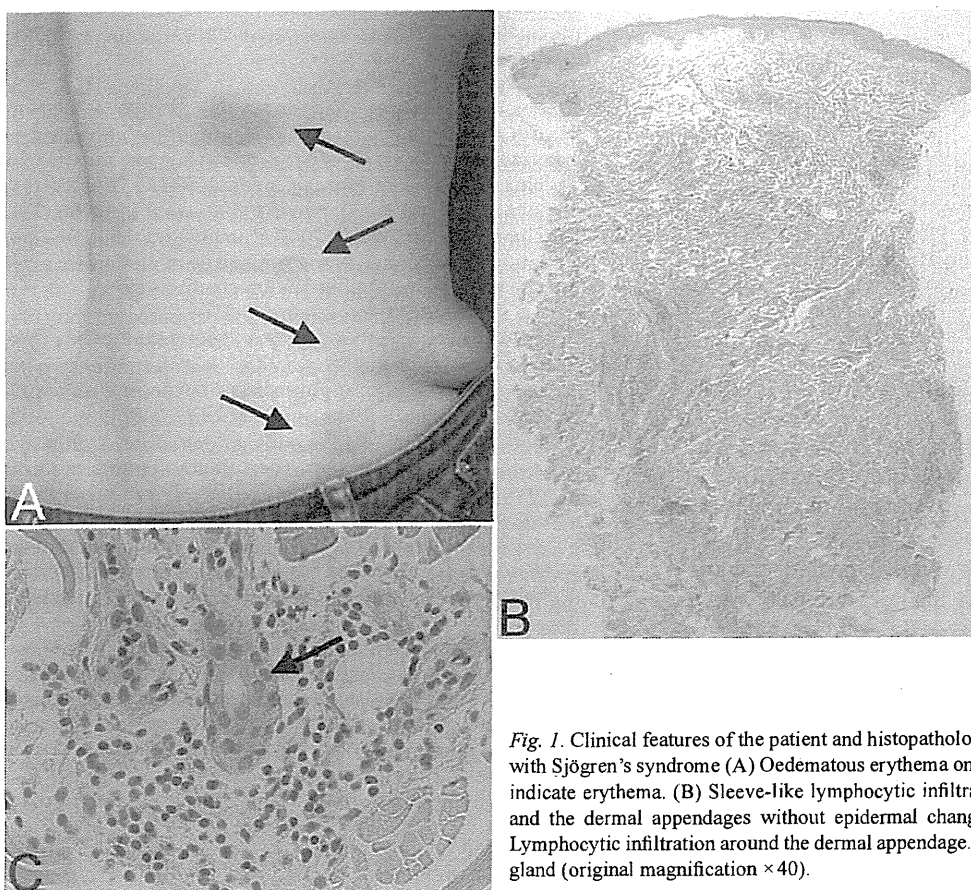 A
B
C
Fig. 1. Clinical features of the patient and histopatholo
with Sjögren's syndrome (A) Oedematous erythema on
indicate erythema. (B) Sleeve-like lymphocytic infiltra
and the dermal appendages without epidermal chang
Lymphocytic infiltration around the dermal appendage.
gland (original magnification ×40).